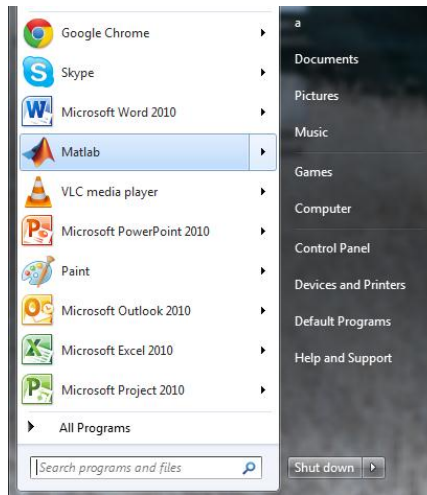 Google Chrome
Skype
Microsoft Word 2010
Matlab
VLC media player
Microsoft PowerPoint 2010
Paint
Microsoft Outlook 2010
Microsoft Excel 2010
Microsoft Project 2010
All Programs
Search programs and files
a
Documents
Pictures
Music
Games
Computer
Control Panel
Devices and Printers
Default Programs
Help and Support
Shut down